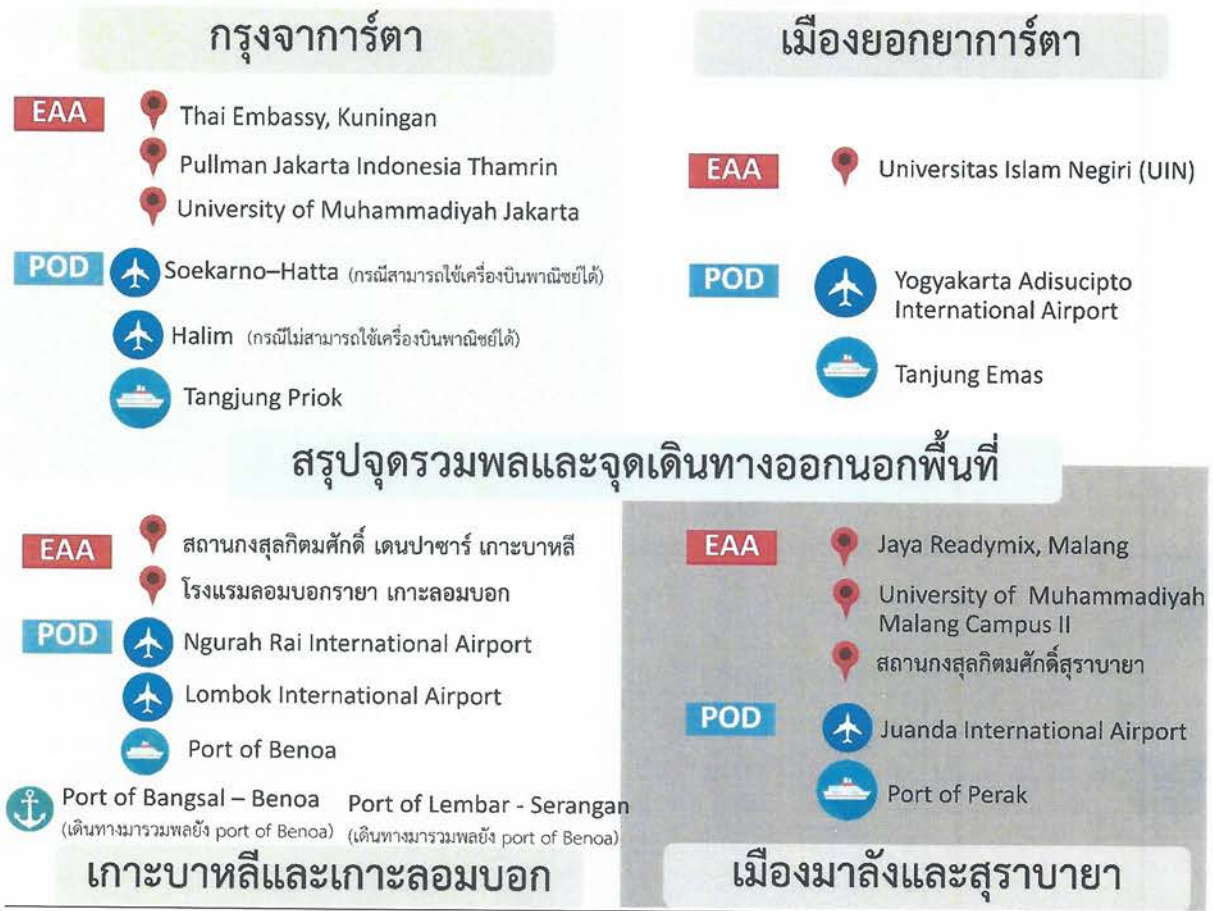 กรุงจาการ์ตา
EAA
Thai Embassy, Kuningan
Pullman Jakarta Indonesia Thamrin
University of Muhammadiyah Jakarta
POD
Soekarno–Hatta (กรณีสามารถใช้เครื่องบินพาณิชย์ได้)
Halim (กรณีไม่สามารถใช้เครื่องบินพาณิชย์ได้)
Tangjung Priok
เมืองยอกยาการ์ตา
EAA
Universitas Islam Negiri (UIN)
POD
Yogyakarta Adisucipto
International Airport
Tanjung Emas
สรุปจุดรวมพลและจุดเดินทางออกนอกพื้นที่
EAA
สถานกงสุลกิตมศักดิ์ เดนปาซาร์ เกาะบาหลี
โรงแรมลอมบอกรายา เกาะลอมบอก
POD
Ngurah Rai International Airport
Lombok International Airport
Port of Benoa
Port of Bangsal – Benoa
(เดินทางมารวมพลยัง port of Benoa)
Port of Lembar - Serangan
(เดินทางมารวมพลยัง port of Benoa)
เกาะบาหลีและเกาะลอมบอก
EAA
Jaya Readymix, Malang
University of Muhammadiyah
Malang Campus II
สถานกงสุลกิตมศักดิ์สุราบายา
POD
Juanda International Airport
Port of Perak
เมืองมาลังและสุราบายา